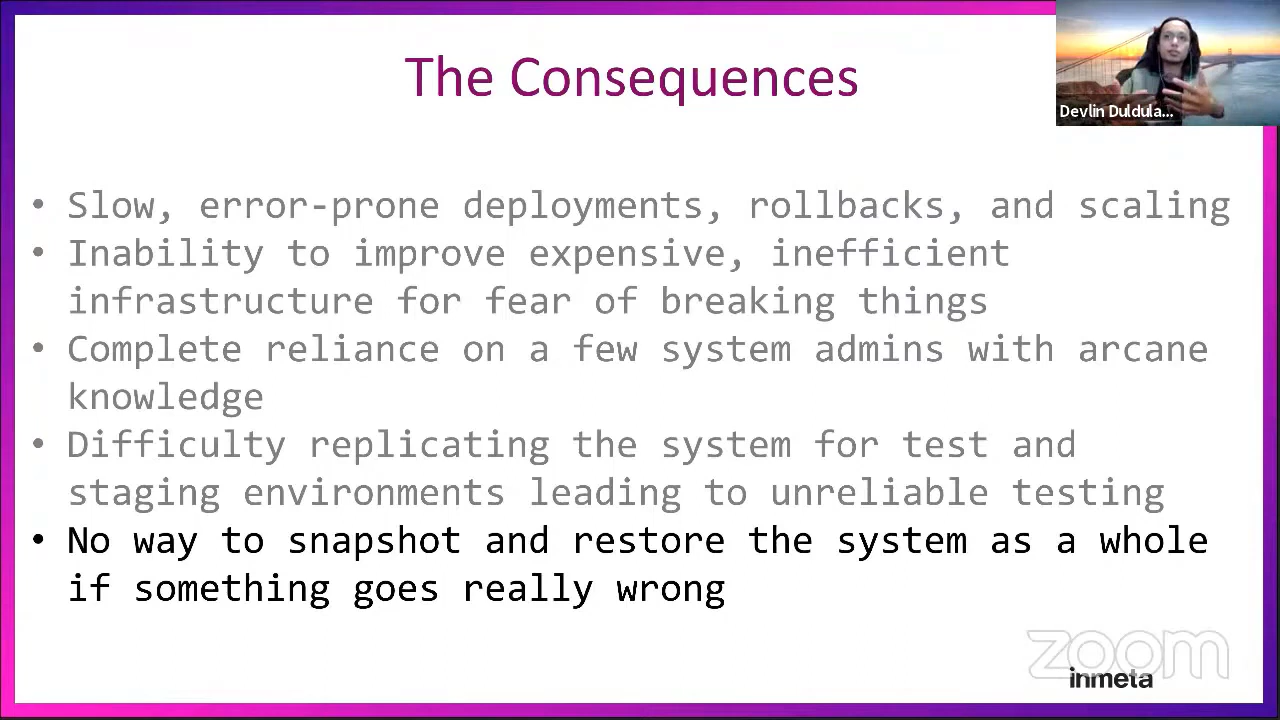 The Consequences
Devlin Duldula...
• Slow, error-prone deployments, rollbacks, and scaling
• Inability to improve expensive, inefficient
infrastructure for fear of breaking things
• Complete reliance on a few system admins with arcane
knowledge
• Difficulty replicating the system for test and
staging environments leading to unreliable testing
• No way to snapshot and restore the system as a whole
if something goes really wrong
zoom
inmeta